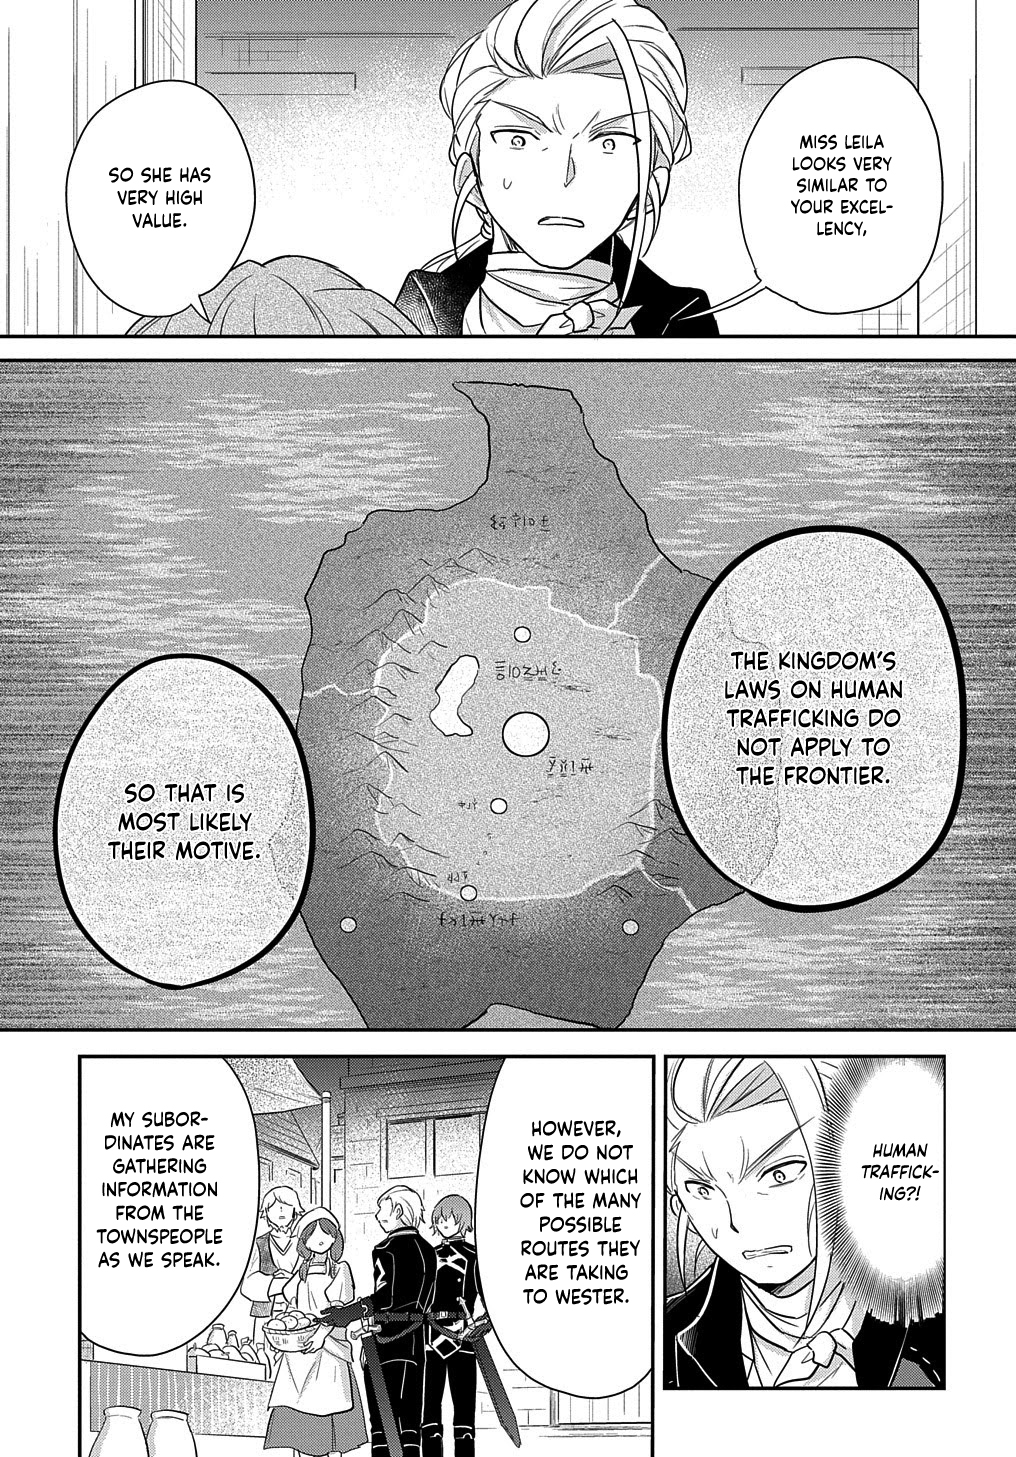 MISS LEILA
LOOKS VERY
SIMILAR TO
YOUR EXCEL-
LENCY,
SO SHE HAS
VERY HIGH
VALUE.
THE KINGDOM'S
LAWS ON HUMAN
TRAFFICKING DO
NOT APPLY TO
THE FRONTIER.
SO THAT IS
MOST LIKELY
THEIR MOTIVE.
HUMAN
TRAFFICK-
ING?!
HOWEVER,
WE DO NOT
KNOW WHICH
OF THE MANY
POSSIBLE
ROUTES THEY
ARE TAKING
TO WESTER.
MY SUBOR-
DINATES ARE
GATHERING
INFORMATION
FROM THE
TOWNSPEOPLE
AS WE SPEAK.